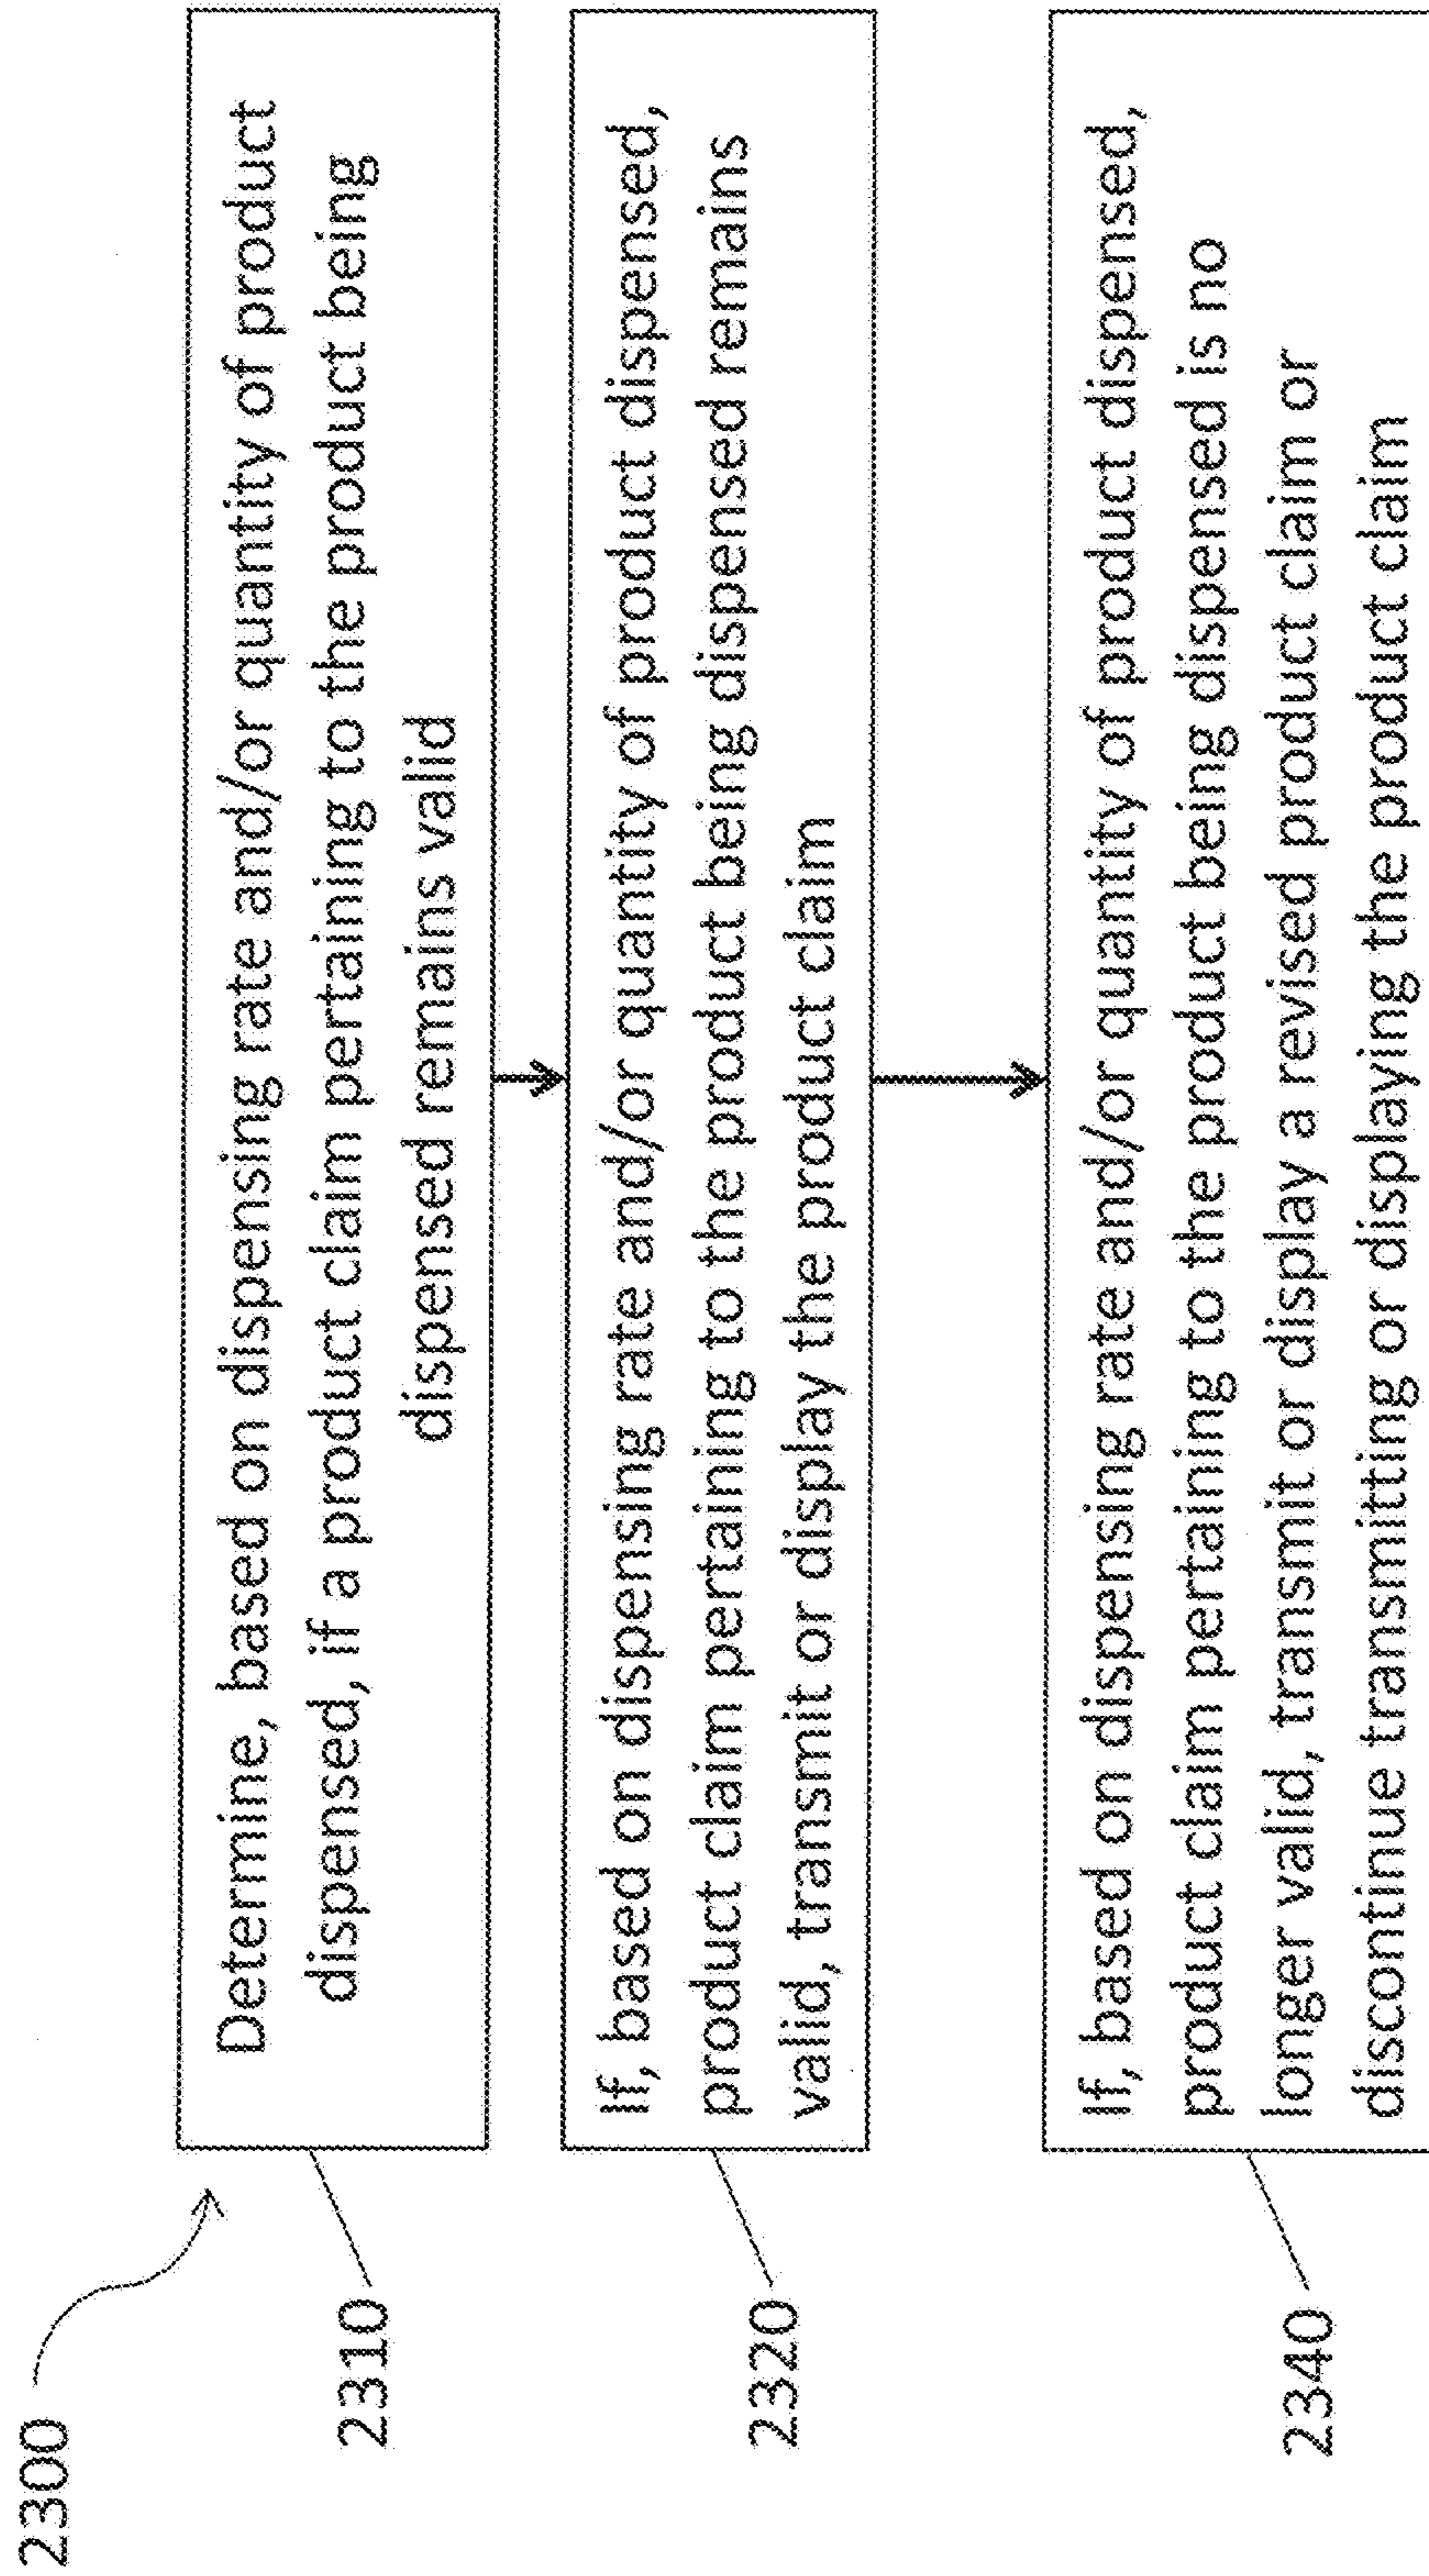 2300
2310
Determine, based on dispensing rate and/or quantity of product
dispensed, if a product claim pertaining to the product being
dispensed remains valid
2320
If, based on dispensing rate and/or quantity of product dispensed,
product claim pertaining to the product being dispensed remains
valid, transmit or display the product claim
2340
If, based on dispensing rate and/or quantity of product dispensed,
product claim pertaining to the product being dispensed is no
longer valid, transmit or display a revised product claim or
discontinue transmitting or displaying the product claim